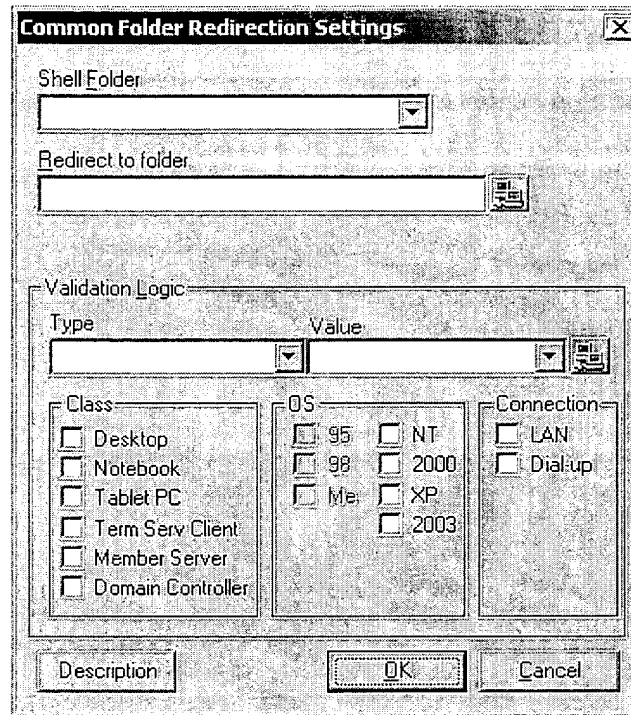 Common Folder Redirection Settings
Shell Folder
Redirect to folder
Validation Logic
Type Value
Class OS Connection
Desktop 95 NT LAN
Notebook 98 2000 Dial-up
Tablet PC Me XP
Term Serv Client 2003
Member Server
Domain Controller
Description OK Cancel